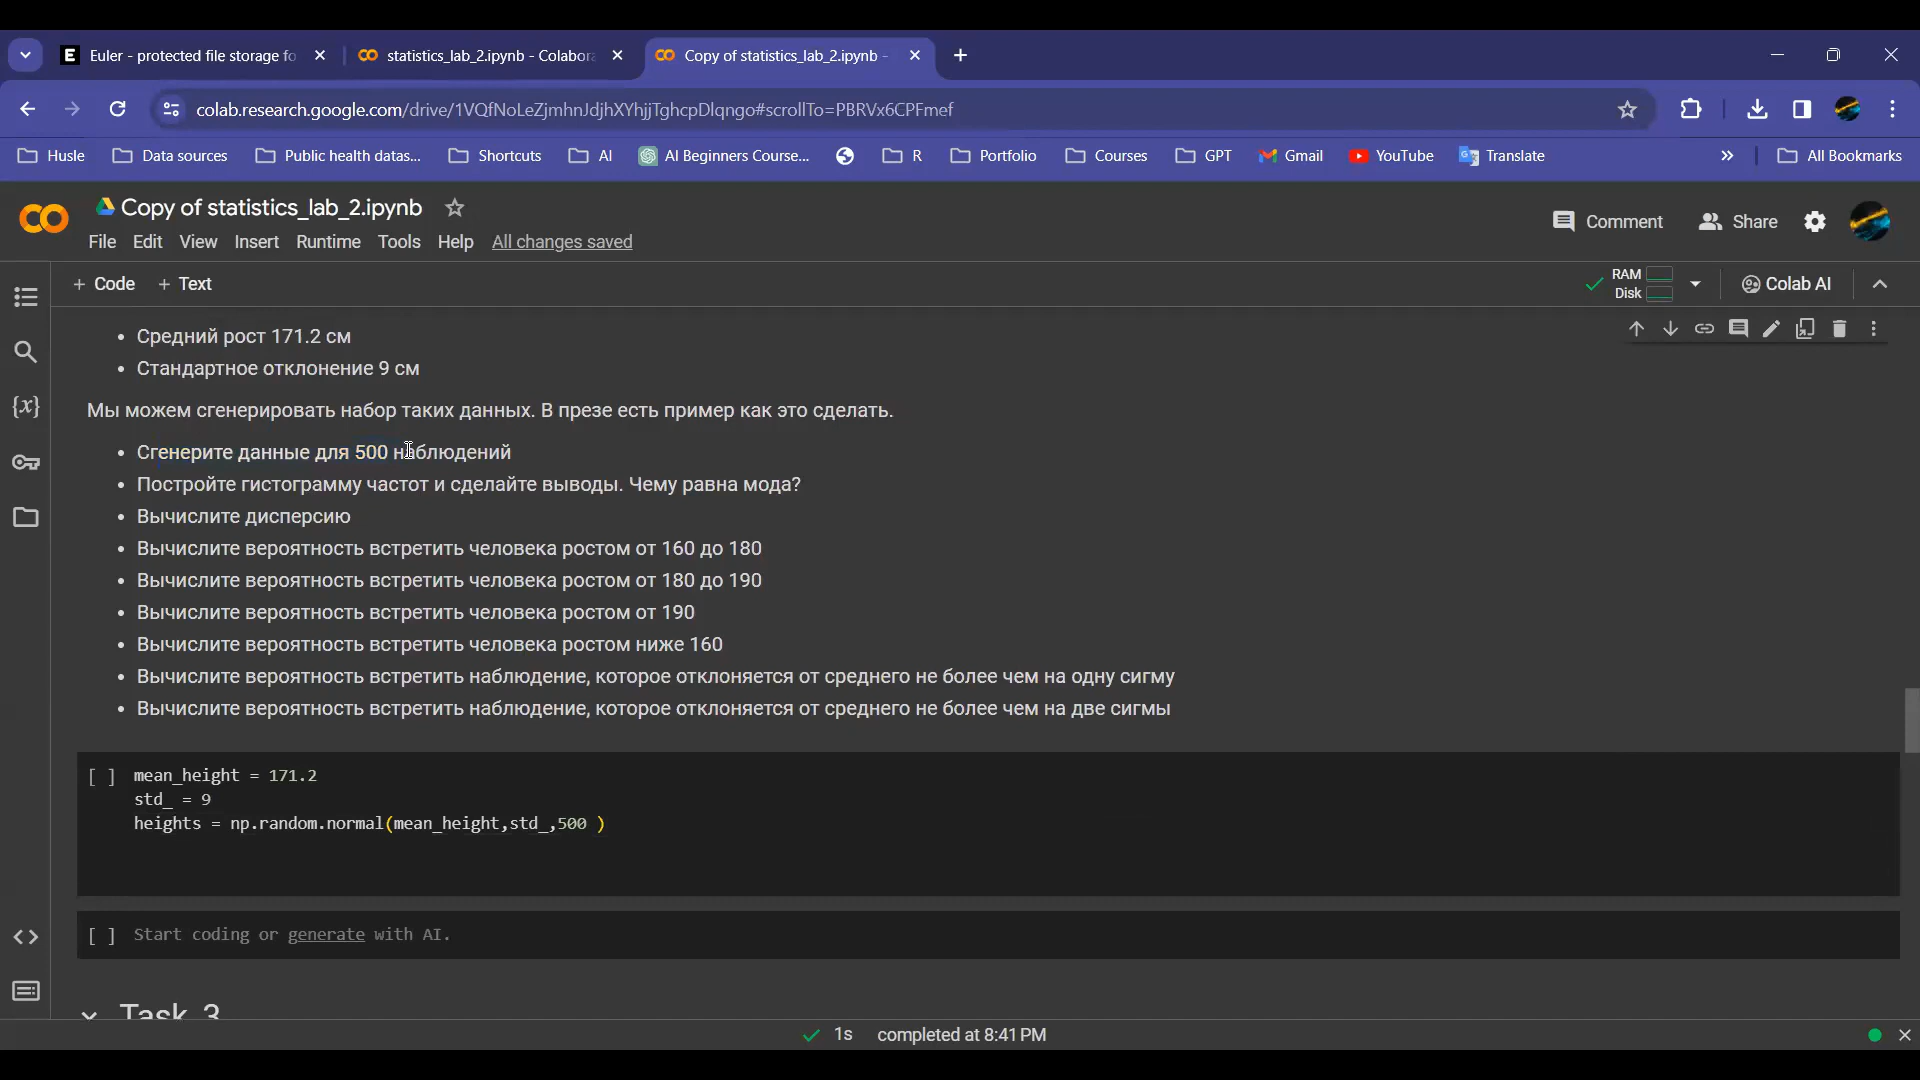 Euler - protected file storage fo
statistics_lab_2.ipynb - Colabora
Copy of statistics_lab_2.ipynb -
colab.research.google.com/drive/1VQfNoLeZjmhnJdjhXYhjjTghcpDlqngo#scrollTo=PBRVx6CPFmef
Husle Data sources Public health datas... Shortcuts AI AI Beginners Course... R Portfolio Courses GPT Gmail YouTube Translate » All Bookmarks
Copy of statistics_lab_2.ipynb
File Edit View Insert Runtime Tools Help All changes saved
Comment Share
+ Code + Text
RAM
Disk
Colab AI
• Средний рост 171.2 см
• Стандартное отклонение 9 см
Мы можем сгенерировать набор таких данных. В презе есть пример как это сделать.
• Сгенерите данные для 500 наблюдений
• Постройте гистограмму частот и сделайте выводы. Чему равна мода?
• Вычислите дисперсию
• Вычислите вероятность встретить человека ростом от 160 до 180
• Вычислите вероятность встретить человека ростом от 180 до 190
• Вычислите вероятность встретить человека ростом от 190
• Вычислите вероятность встретить человека ростом ниже 160
• Вычислите вероятность встретить наблюдение, которое отклоняется от среднего не более чем на одну сигму
• Вычислите вероятность встретить наблюдение, которое отклоняется от среднего не более чем на две сигмы
[ ] mean_height = 171.2
std_ = 9
heights = np.random.normal(mean_height,std_,500 )
[ ] Start coding or generate with AI.
Task 3
1s completed at 8:41 PM